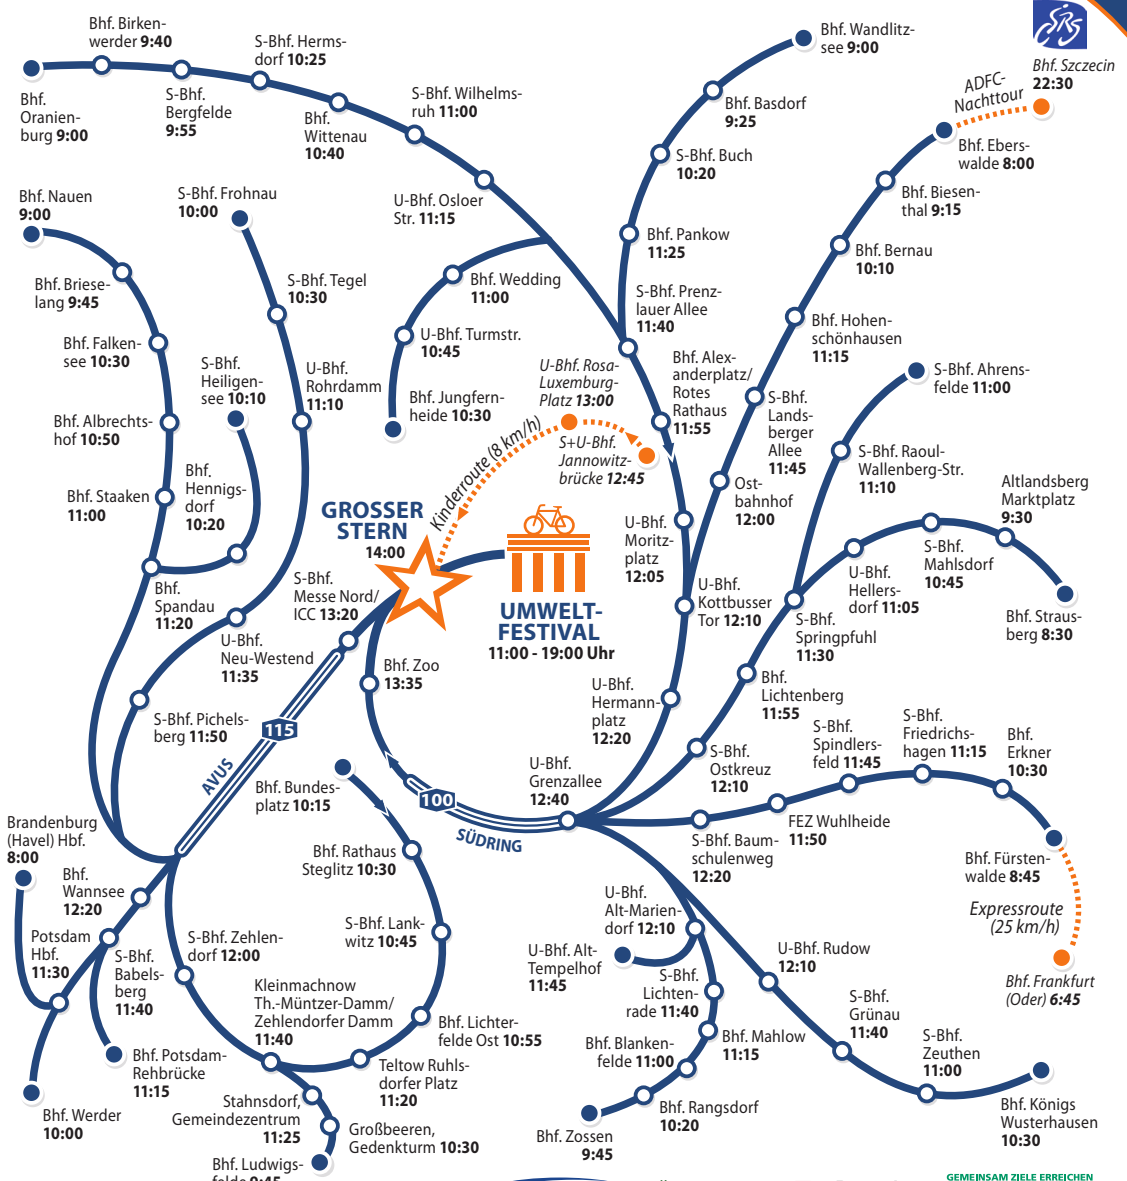 Bhf. Birken-
werder 9:40
S-Bhf. Herms-
dorf 10:25
Bhf. Wandlitz-
see 9:00
SRS
Bhf. Szczecin
22:30
ADFC-
Nachttour
Bhf.
Oranien-
burg 9:00
S-Bhf.
Bergfelde
9:55
Bhf.
Wittenau
10:40
S-Bhf. Wilhelms-
ruh 11:00
Bhf. Basdorf
9:25
Bhf. Ebers-
walde 8:00
S-Bhf. Buch
10:20
Bhf. Biesen-
thal 9:15
Bhf. Nauen
9:00
S-Bhf. Frohnau
10:00
U-Bhf. Osloer
Str. 11:15
Bhf. Pankow
11:25
Bhf. Bernau
10:10
Bhf. Briese-
lang 9:45
S-Bhf. Tegel
10:30
Bhf. Wedding
11:00
S-Bhf. Prenz-
lauer Allee
11:40
Bhf. Hohen-
schönhausen
11:15
Bhf. Falken-
see 10:30
S-Bhf.
Heiligen-
see 10:10
U-Bhf.
Rohrdamm
11:10
U-Bhf. Turmstr.
10:45
U-Bhf. Rosa-
Luxemburg-
Platz 13:00
Bhf. Alex-
anderplatz/
Rotes
Rathaus
11:55
S-Bhf. Ahrens-
felde 11:00
Bhf. Jungfern-
heide 10:30
S-Bhf.
Lands-
berger
Allee
11:45
Bhf. Albrechts-
hof 10:50
Kinderroute (8 km/h)
S+U-Bhf.
Jannowitz-
brücke 12:45
S-Bhf. Raoul-
Wallenberg-Str.
11:10
Bhf.
Hennigs-
dorf
10:20
Bhf. Staaken
11:00
Ost-
bahnhof
12:00
Altlandsberg
Marktplatz
9:30
GROSSER
STERN
14:00
U-Bhf.
Moritz-
platz
12:05
S-Bhf.
Mahlsdorf
10:45
Bhf.
Spandau
11:20
S-Bhf.
Messe Nord/
ICC 13:20
UMWELT-
FESTIVAL
11:00 - 19:00 Uhr
U-Bhf.
Kottbusser
Tor 12:10
U-Bhf.
Hellers-
dorf 11:05
Bhf. Straus-
berg 8:30
U-Bhf.
Neu-Westend
11:35
S-Bhf.
Springpfuhl
11:30
Bhf. Zoo
13:35
U-Bhf.
Hermann-
platz
12:20
Bhf.
Lichtenberg
11:55
S-Bhf. Pichels-
berg 11:50
115
AVUS
S-Bhf.
Ostkreuz
12:10
S-Bhf.
Spindlers-
feld 11:45
S-Bhf.
Friedrichs-
hagen 11:15
Bhf.
Erkner
10:30
Bhf. Bundes-
platz 10:15
100
SÜDRING
U-Bhf.
Grenzallee
12:40
Brandenburg
(Havel) Hbf.
8:00
Bhf. Rathaus
Steglitz 10:30
S-Bhf. Baum-
schulenweg
12:20
FEZ Wuhlheide
11:50
Bhf. Fürsten-
walde 8:45
Bhf.
Wannsee
12:20
U-Bhf.
Alt-Marien-
dorf 12:10
Expressroute
(25 km/h)
Potsdam
Hbf.
11:30
S-Bhf.
Babels-
berg
11:40
S-Bhf. Zehlen-
dorf 12:00
S-Bhf. Lank-
witz 10:45
U-Bhf. Alt-
Tempelhof
11:45
U-Bhf. Rudow
12:10
Bhf. Frankfurt
(Oder) 6:45
Kleinmachnow
Th.-Müntzer-Damm/
Zehlendorfer Damm
11:40
S-Bhf.
Lichten-
rade 11:40
S-Bhf.
Grünau
11:40
Bhf. Lichter-
felde Ost 10:55
Bhf. Blanken-
felde 11:00
Bhf. Mahlow
11:15
S-Bhf.
Zeuthen
11:00
Bhf. Potsdam-
Rehbrücke
11:15
Teltow Ruhls-
dorfer Platz
11:20
Bhf. Werder
10:00
Stahnsdorf,
Gemeindezentrum
11:25
Großbeeren,
Gedenkturm 10:30
Bhf. Rangsdorf
10:20
Bhf. Königs
Wusterhausen
10:30
Bhf. Zossen
9:45
Bhf. Ludwigs-
felde 9:45
GEMEINSAM ZIELE ERREICHEN